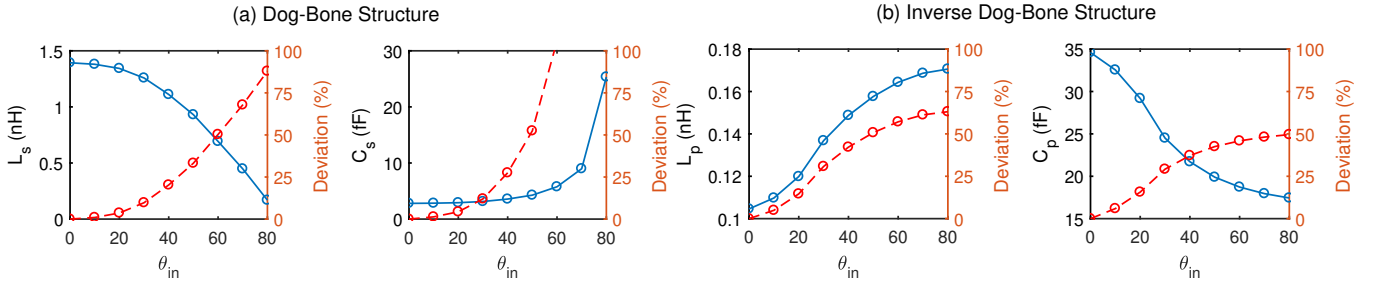 (a) Dog-Bone Structure
(b) Inverse Dog-Bone Structure
L_s (nH)
1.5
1
0.5
0
0 20 40 60 80
θ_in
100
75
50
25
0
Deviation (%)
C_s (fF)
30
20
10
0
0 20 40 60 80
θ_in
100
75
50
25
0
Deviation (%)
L_p (nH)
0.18
0.16
0.14
0.12
0.1
0 20 40 60 80
θ_in
100
75
50
25
0
Deviation (%)
C_p (fF)
35
30
25
20
15
0 20 40 60 80
θ_in
100
75
50
25
0
Deviation (%)